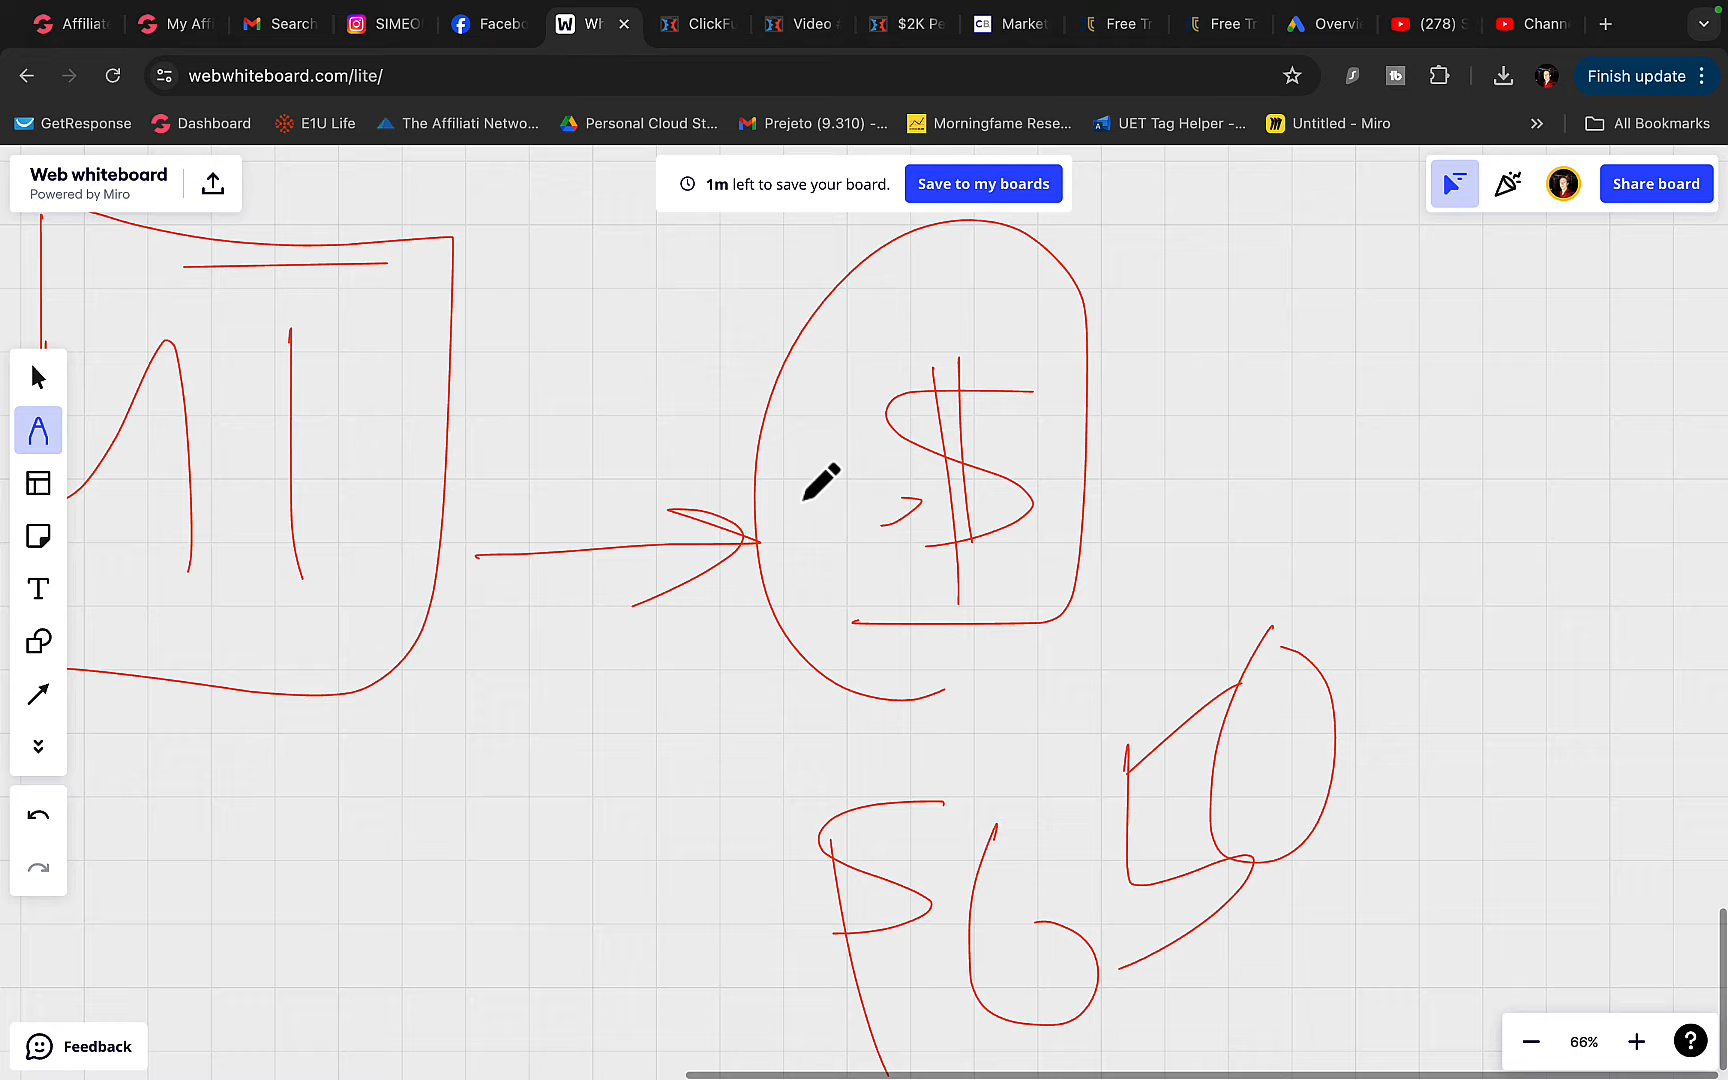 Affiliate
My Affi
Search
SIMEO
Facebo
Wh
ClickFu
Video #
$2K Pe
Market
Free Tr
Free Tr
Overvi
(278) S
Chann
webwhiteboard.com/lite/
Finish update
GetResponse
Dashboard
E1U Life
The Affiliati Netwo...
Personal Cloud St...
Prejeto (9.310) -...
Morningfame Rese...
UET Tag Helper -...
Untitled - Miro
All Bookmarks
Web whiteboard
Powered by Miro
1m left to save your board.
Save to my boards
Share board
$
$650
Feedback
66%